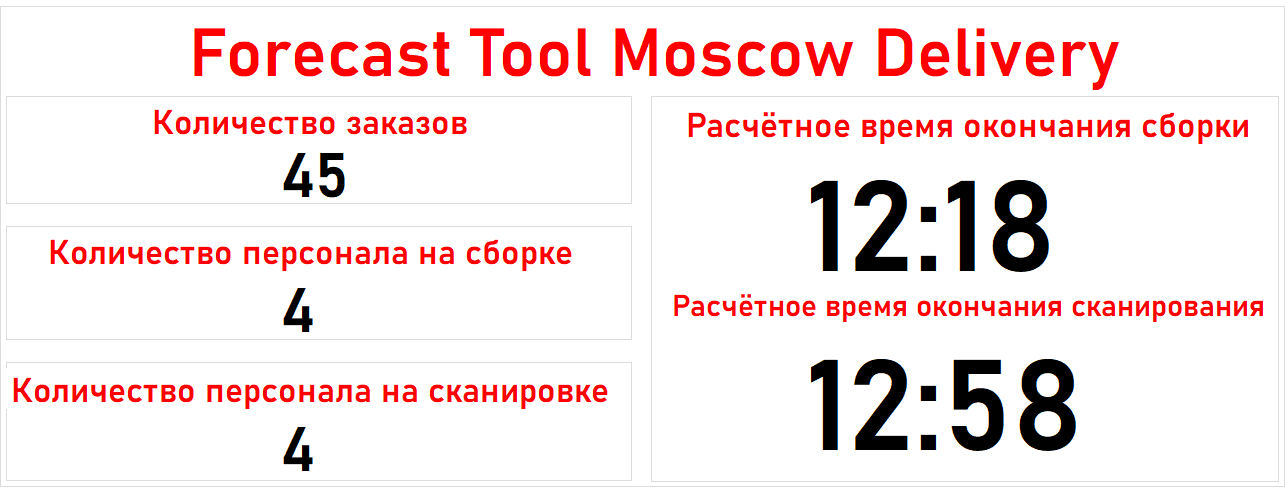 Forecast Tool Moscow Delivery
Количество заказов
45
Количество персонала на сборке
4
Количество персонала на сканировке
4
Расчётное время окончания сборки
12:18
Расчётное время окончания сканирования
12:58